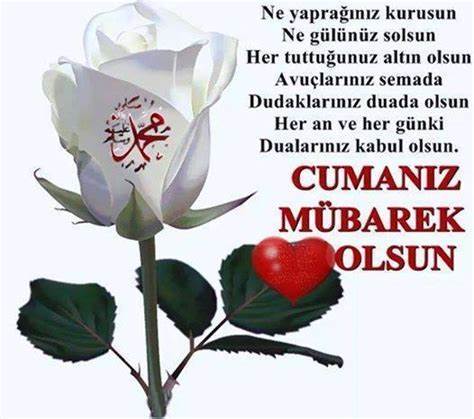 Ne yaprağınız kurusun
Ne gülünüz solsun
Her tuttuğunuz altın olsun
Avuçlarınız semada
Dudaklarınız duada olsun
Her an ve her günki
Dualarınız kabul olsun.
CUMANIZ
MÜBAREK
OLSUN
محمد